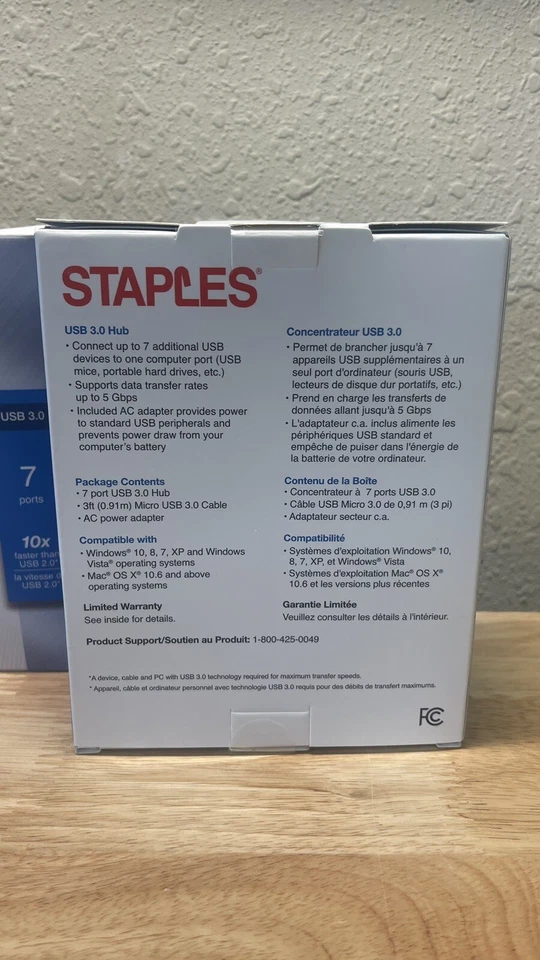 STAPLES®
USB 3.0 Hub
• Connect up to 7 additional USB
devices to one computer port (USB
mice, portable hard drives, etc.)
• Supports data transfer rates
up to 5 Gbps
• Included AC adapter provides power
to standard USB peripherals and
prevents power draw from your
computer's battery
Package Contents
• 7 port USB 3.0 Hub
• 3ft (0.91m) Micro USB 3.0 Cable
• AC power adapter
Compatible with
• Windows® 10, 8, 7, XP and Windows
Vista® operating systems
• Mac® OS X® 10.6 and above
operating systems
Limited Warranty
See inside for details.
Concentrateur USB 3.0
• Permet de brancher jusqu'à 7
appareils USB supplémentaires à un
seul port d'ordinateur (souris USB,
lecteurs de disque dur portatifs, etc.)
• Prend en charge les transferts de
données allant jusqu'à 5 Gbps
• L'adaptateur c.a. inclus alimente les
périphériques USB standard et
empêche de puiser dans l'énergie de
la batterie de votre ordinateur.
Contenu de la Boîte
• Concentrateur à 7 ports USB 3.0
• Câble USB Micro 3.0 de 0,91 m (3 pi)
• Adaptateur secteur c.a.
Compatibilité
• Systèmes d'exploitation Windows® 10,
8, 7, XP, et Windows® Vista
• Systèmes d'exploitation Mac® OS X®
10.6 et les versions plus récentes
Garantie Limitée
Veuillez consulter les détails à l'intérieur.
Product Support/Soutien au Produit: 1-800-425-0049
*A device, cable and PC with USB 3.0 technology required for maximum transfer speeds.
* Appareil, câble et ordinateur personnel avec technologie USB 3.0 requis pour des débits de transfert maximums.
FC
USB 3.0
7
ports
10x
faster than
USB 2.0*
la vitesse
USB 2.0*